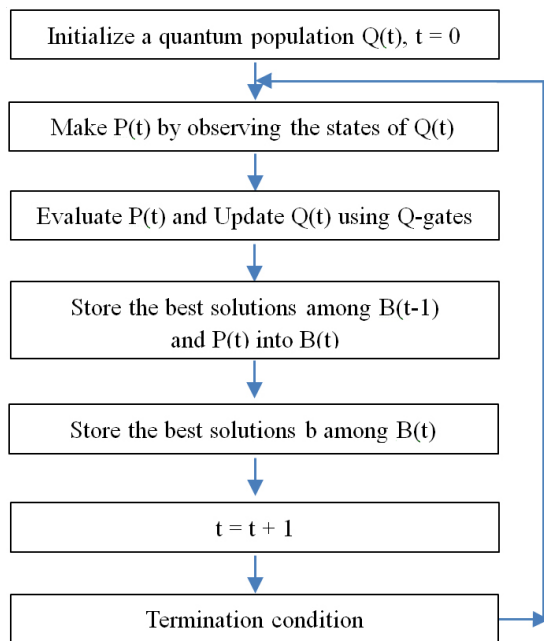 Initialize a quantum population Q(t), t = 0
Make P(t) by observing the states of Q(t)
Evaluate P(t) and Update Q(t) using Q-gates
Store the best solutions among B(t-1)
and P(t) into B(t)
Store the best solutions b among B(t)
t = t + 1
Termination condition